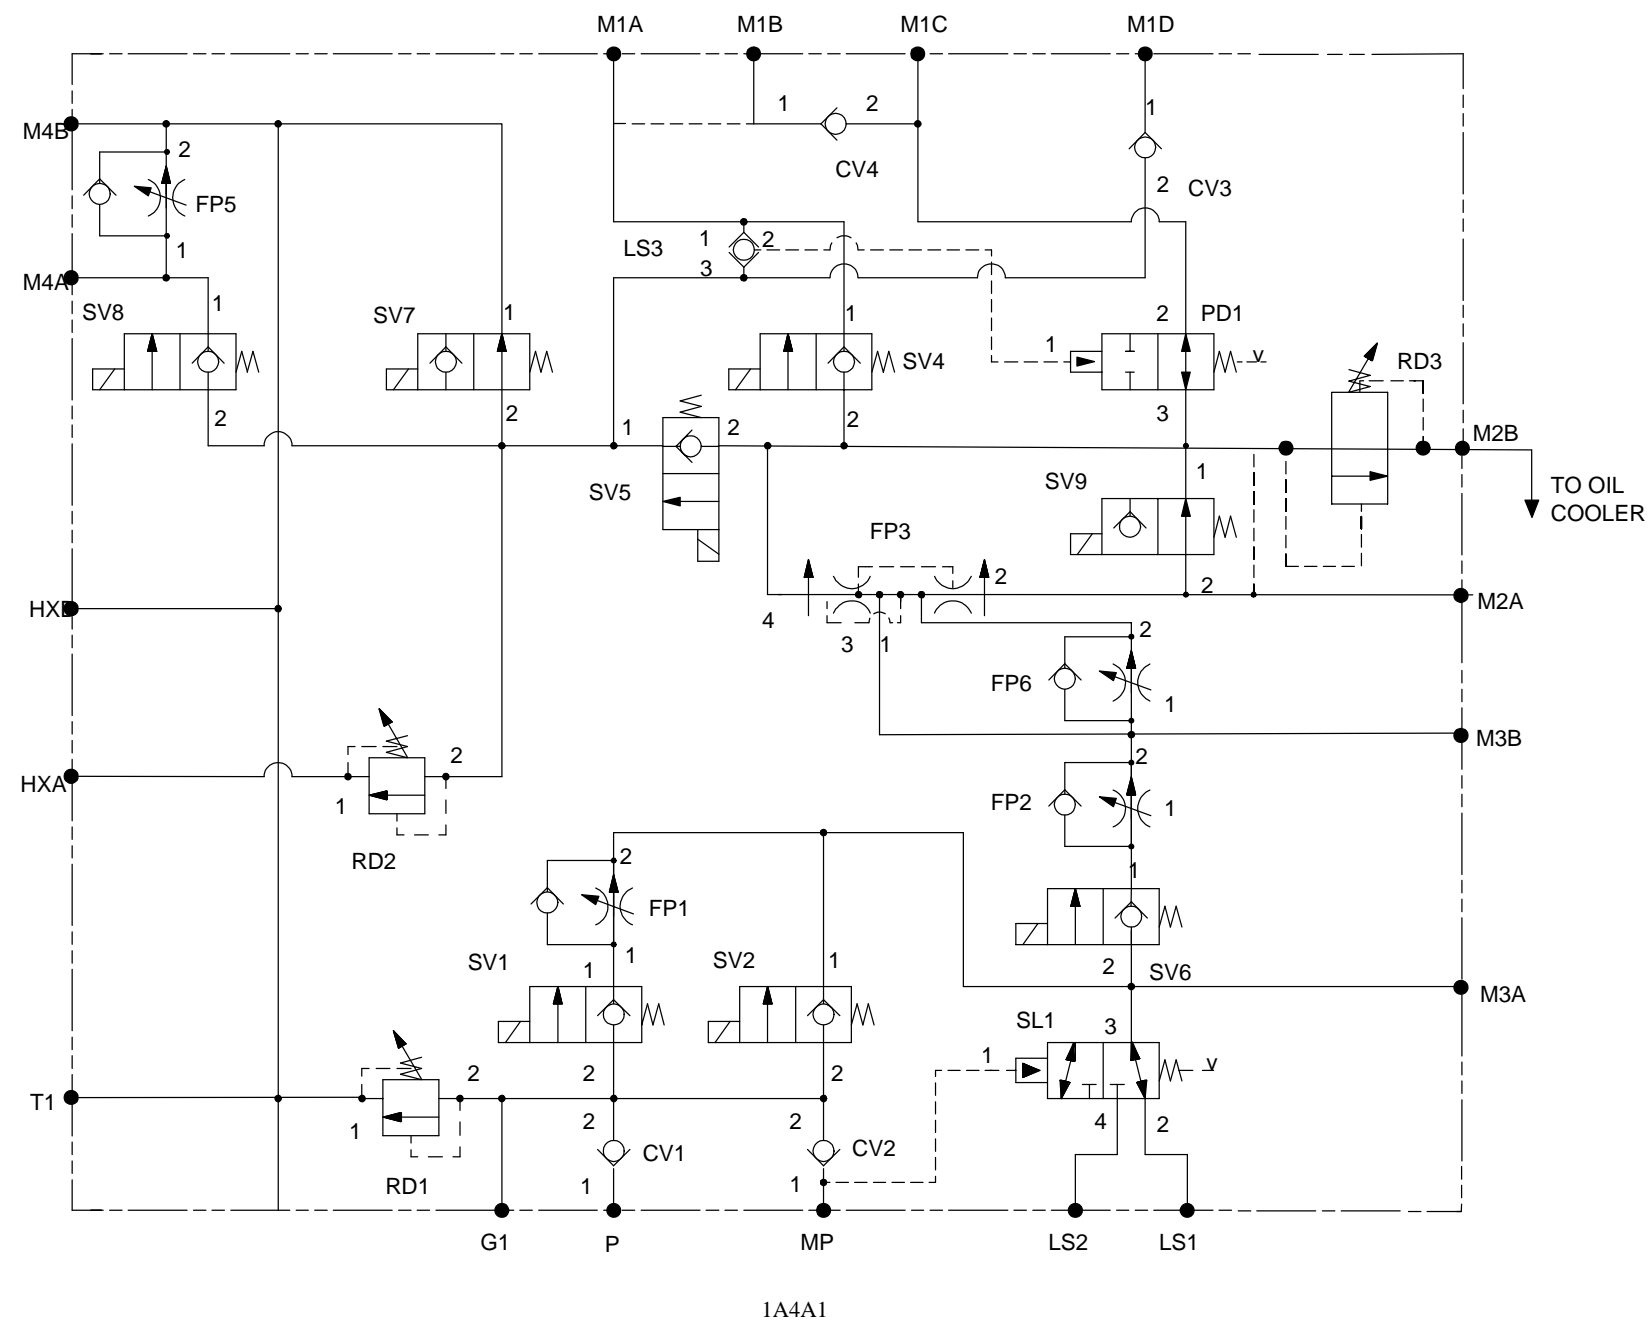 M1A M1B M1C M1D
1 2 1
M4B
2 CV4 2 CV3
FP5
1 LS3 1 2
M4A 3
SV8 1 SV7 1 1 2 PD1
SV4 1 v RD3
2 2 1 2 2 3
M2B
SV5 SV9 1 TO OIL
COOLER
FP3
2 2
HX M2A
4 3 1 2
FP6 1
M3B
HXA 1 2 2
FP2 1
RD2
2 1
FP1
SV1 1 1 SV2 1
2 SV6
M3A
SL1 3
1 v
T1 2 2 2
1 2 2 4 2
CV1 CV2
RD1 1 1
G1 P MP LS2 LS1
1A4A1